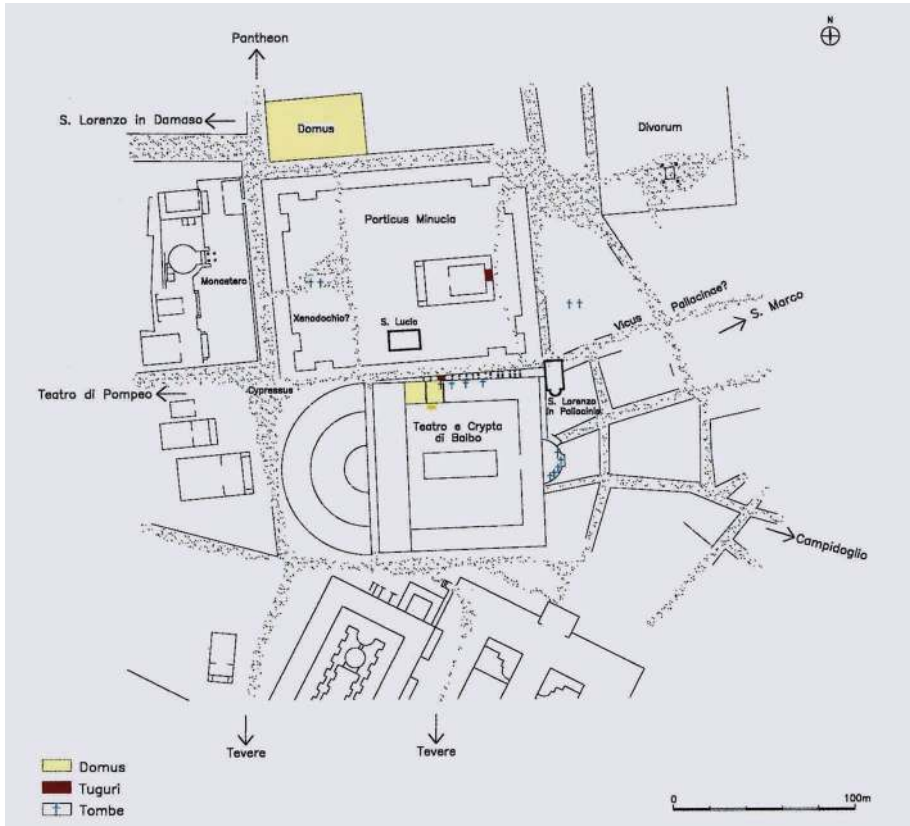 N
Pantheon
S. Lorenzo in Damaso
Domus
Divorum
Porticus Minucia
Monastero
Xenodochio?
S. Lucia
Vicus
Pallacinae?
S. Marco
Teatro di Pompeo
Cypressus
S. Lorenzo
in Pallacinis
Teatro e Crypta
di Balbo
Campidoglio
Tevere
Tevere
Domus
Tuguri
Tombe
0
100m